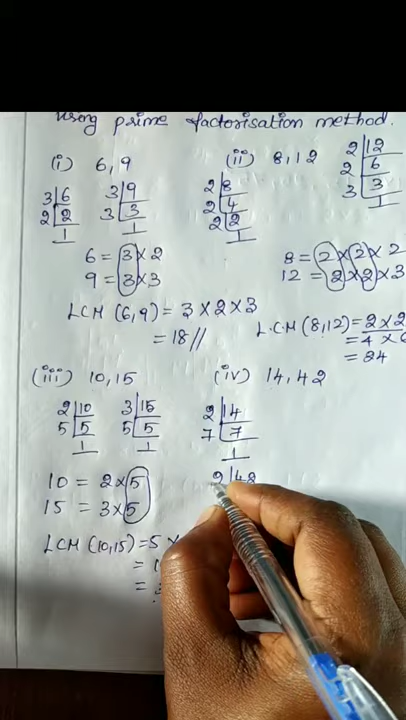 using prime factorisation method.
(i) 6,9
3|6
2|2
1
3|9
3|3
1
6 = 3×2
9 = 3×3
LCM (6,9) = 3×2×3
= 18//
(ii) 8,12
2|8
2|4
2|2
1
2|12
2|6
3|3
1
8 = 2×2×2
12 = 2×2×3
L.C.M (8,12) = 2×2
= 4×6
= 24
(iii) 10,15
2|10
5|5
1
3|15
5|5
1
10 = 2×5
15 = 3×5
LCM (10,15) = 5×
=
=
(iv) 14,42
2|14
7|7
1
2|42